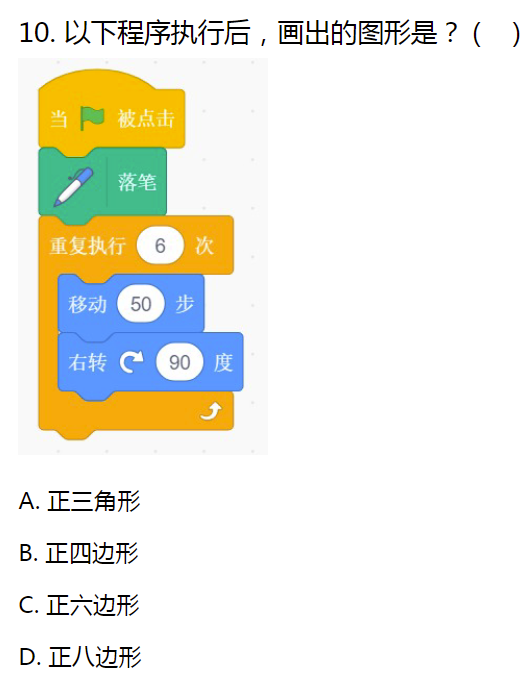 10. 以下程序执行后，画出的图形是？(    )
当 被点击
落笔
重复执行 6 次
移动 50 步
右转 90 度
A. 正三角形
B. 正四边形
C. 正六边形
D. 正八边形